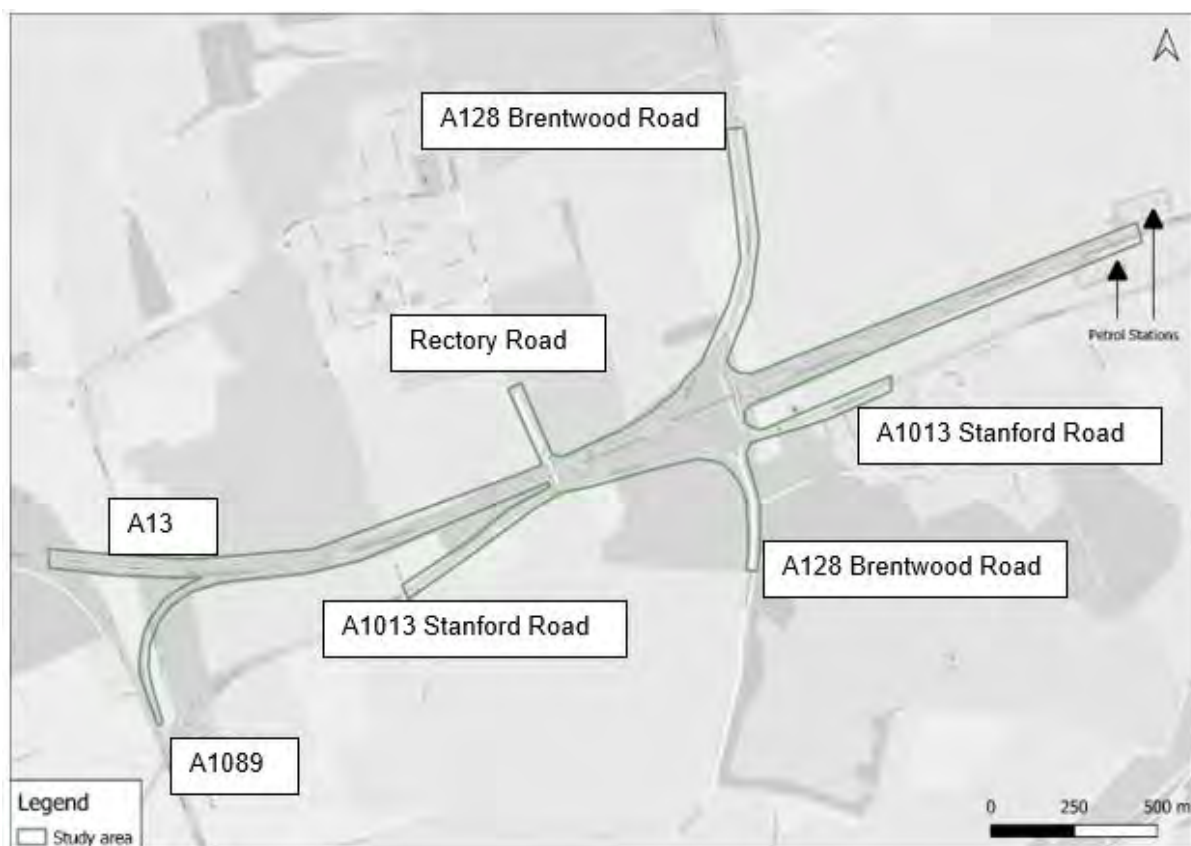 A128 Brentwood Road
Petrol Stations
Rectory Road
A1013 Stanford Road
A13
A128 Brentwood Road
A1013 Stanford Road
A1089
Legend
Study area
0 250 500 m